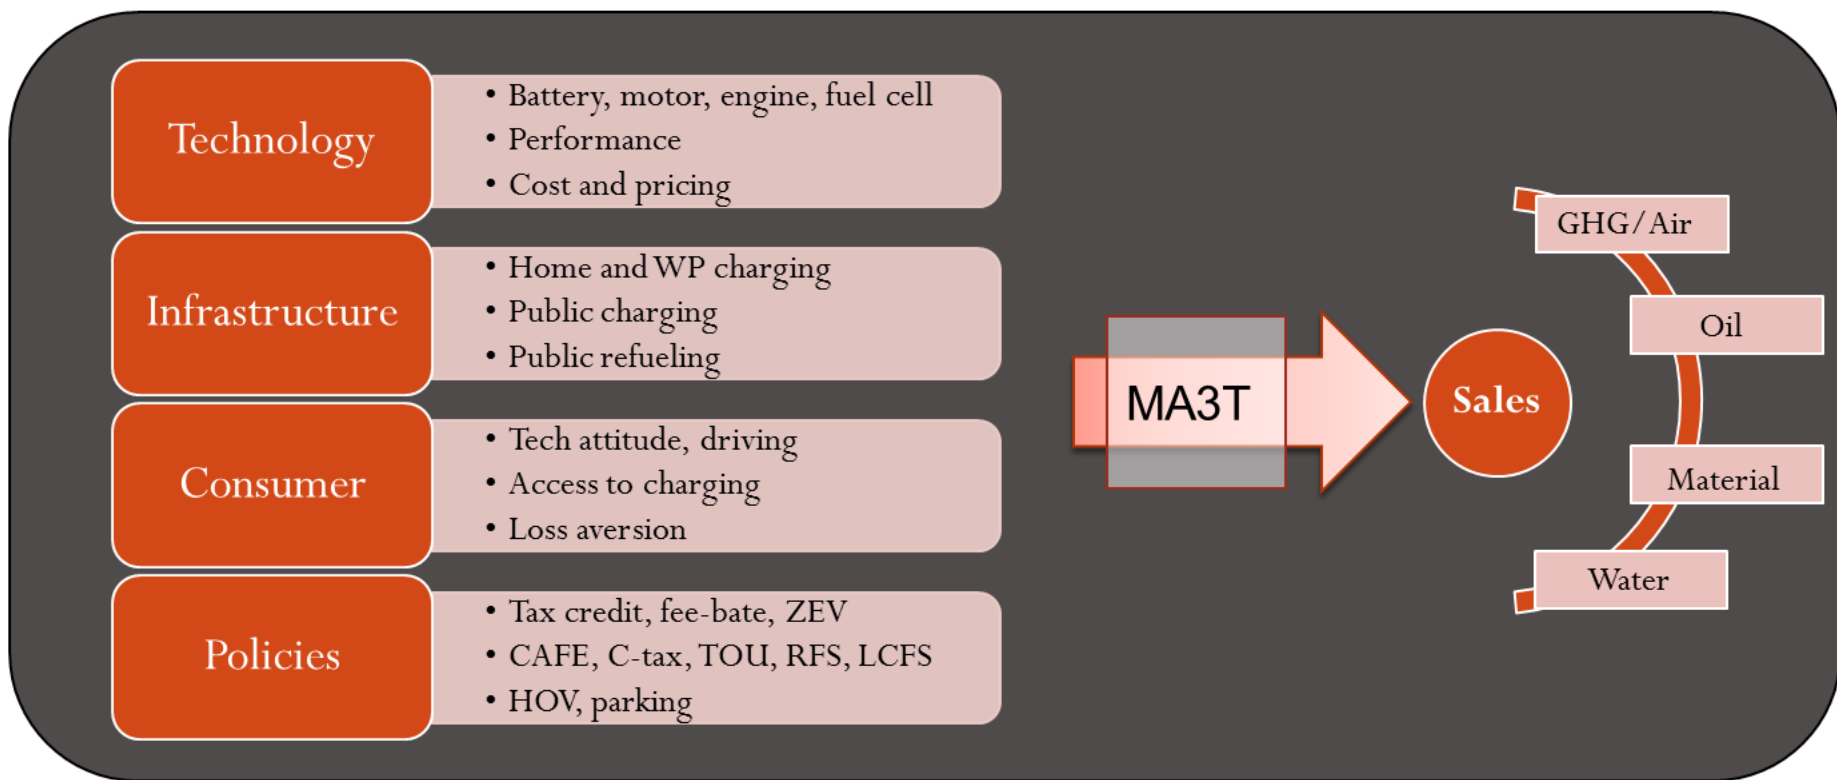 Technology
• Battery, motor, engine, fuel cell
• Performance
• Cost and pricing
Infrastructure
• Home and WP charging
• Public charging
• Public refueling
Consumer
• Tech attitude, driving
• Access to charging
• Loss aversion
Policies
• Tax credit, fee-bate, ZEV
• CAFE, C-tax, TOU, RFS, LCFS
• HOV, parking
MA3T
Sales
GHG/Air
Oil
Material
Water